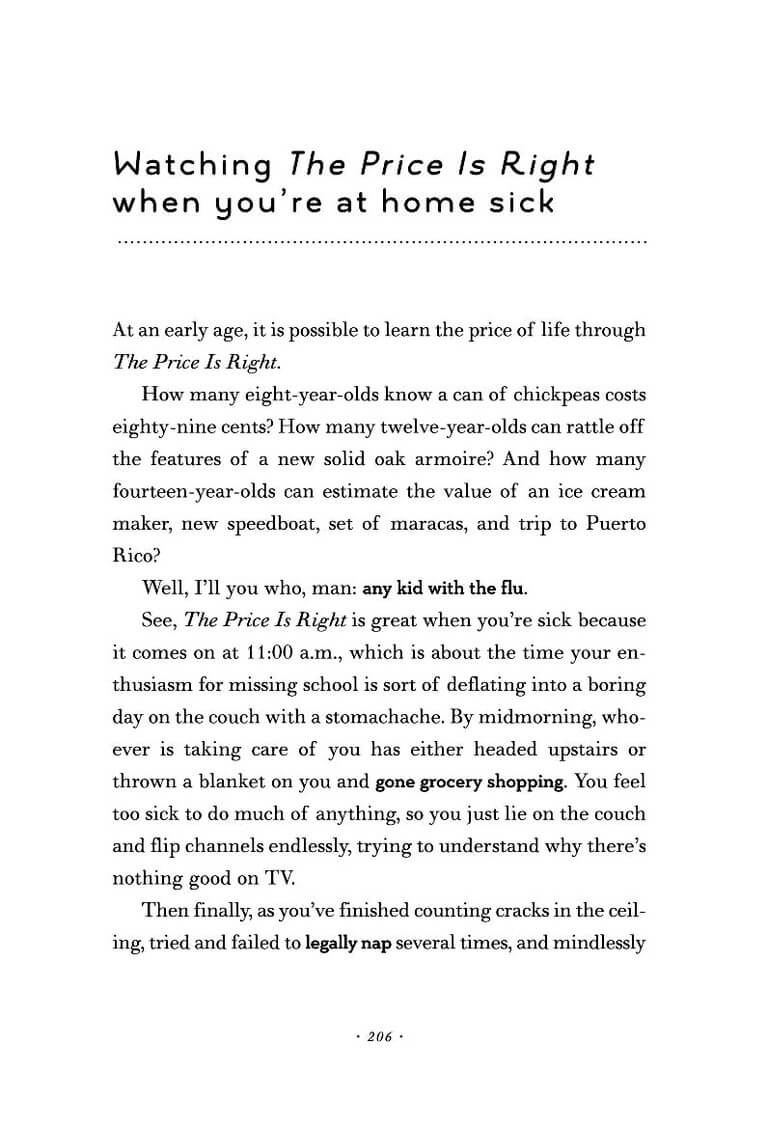 Watching The Price Is Right
when you're at home sick
At an early age, it is possible to learn the price of life through
The Price Is Right.
How many eight-year-olds know a can of chickpeas costs
eighty-nine cents? How many twelve-year-olds can rattle off
the features of a new solid oak armoire? And how many
fourteen-year-olds can estimate the value of an ice cream
maker, new speedboat, set of maracas, and trip to Puerto
Rico?
Well, I'll you who, man: any kid with the flu.
See, The Price Is Right is great when you're sick because
it comes on at 11:00 a.m., which is about the time your en-
thusiasm for missing school is sort of deflating into a boring
day on the couch with a stomachache. By midmorning, who-
ever is taking care of you has either headed upstairs or
thrown a blanket on you and gone grocery shopping. You feel
too sick to do much of anything, so you just lie on the couch
and flip channels endlessly, trying to understand why there's
nothing good on TV.
Then finally, as you've finished counting cracks in the ceil-
ing, tried and failed to legally nap several times, and mindlessly
· 206 ·